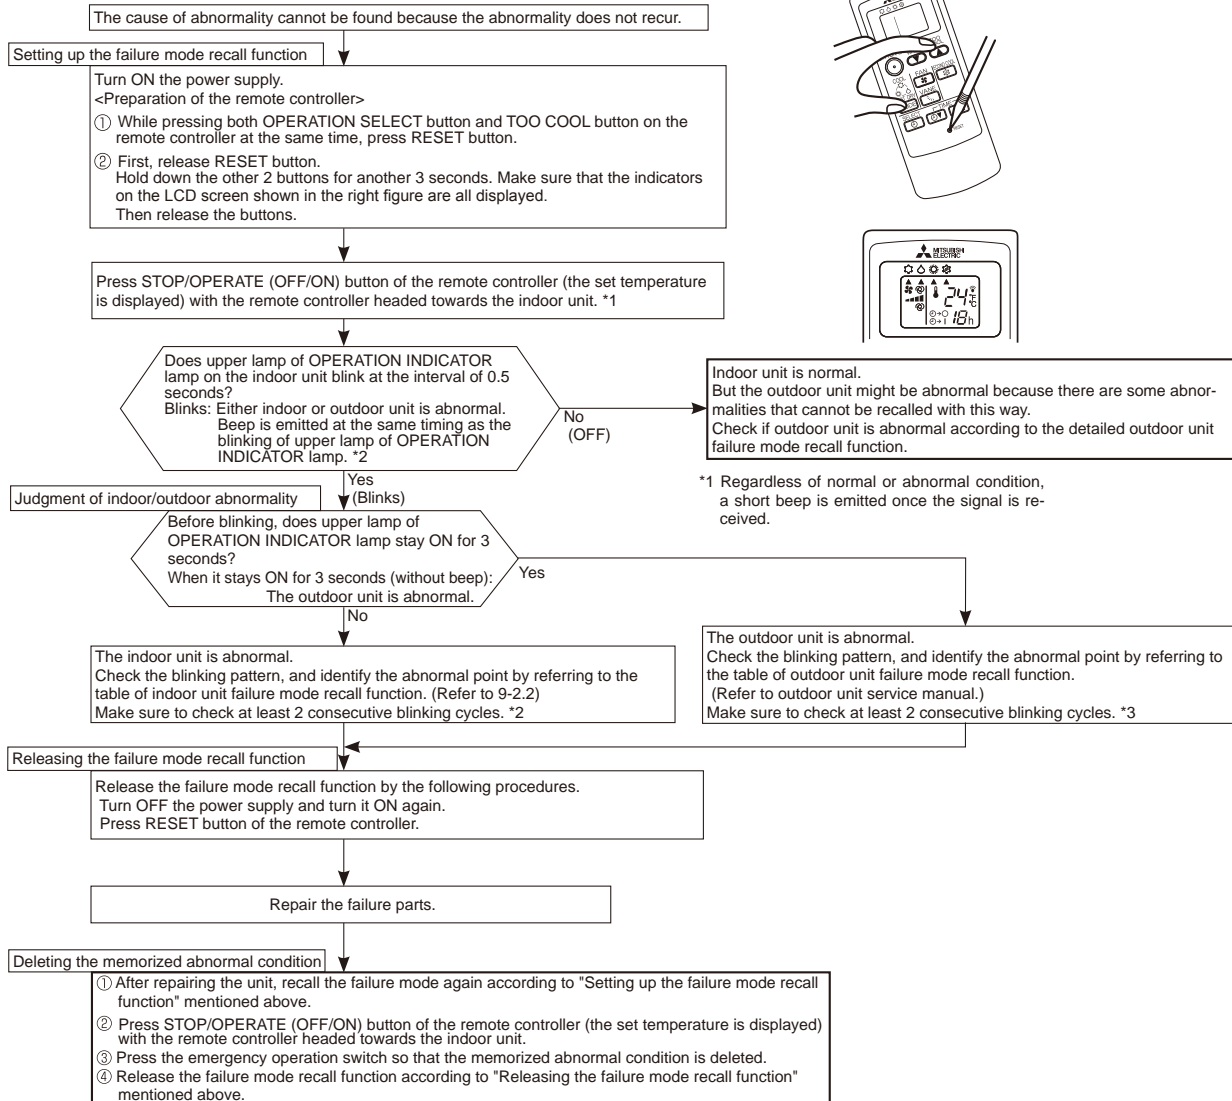 The cause of abnormality cannot be found because the abnormality does not recur.
Setting up the failure mode recall function
Turn ON the power supply.
<Preparation of the remote controller>
① While pressing both OPERATION SELECT button and TOO COOL button on the
remote controller at the same time, press RESET button.
② First, release RESET button.
Hold down the other 2 buttons for another 3 seconds. Make sure that the indicators
on the LCD screen shown in the right figure are all displayed.
Then release the buttons.
COOL
FAN
VANE
RESET
MITSUBISHI
ELECTRIC
24
°F
°C
18h
Press STOP/OPERATE (OFF/ON) button of the remote controller (the set temperature
is displayed) with the remote controller headed towards the indoor unit. *1
Does upper lamp of OPERATION INDICATOR
lamp on the indoor unit blink at the interval of 0.5
seconds?
Blinks: Either indoor or outdoor unit is abnormal.
Beep is emitted at the same timing as the
blinking of upper lamp of OPERATION
INDICATOR lamp. *2
No
(OFF)
Indoor unit is normal.
But the outdoor unit might be abnormal because there are some abnor-
malities that cannot be recalled with this way.
Check if outdoor unit is abnormal according to the detailed outdoor unit
failure mode recall function.
*1 Regardless of normal or abnormal condition,
a short beep is emitted once the signal is re-
ceived.
Yes
(Blinks)
Judgment of indoor/outdoor abnormality
Before blinking, does upper lamp of
OPERATION INDICATOR lamp stay ON for 3
seconds?
When it stays ON for 3 seconds (without beep):
The outdoor unit is abnormal.
Yes
No
The indoor unit is abnormal.
Check the blinking pattern, and identify the abnormal point by referring to the
table of indoor unit failure mode recall function. (Refer to 9-2.2)
Make sure to check at least 2 consecutive blinking cycles. *2
The outdoor unit is abnormal.
Check the blinking pattern, and identify the abnormal point by referring to
the table of outdoor unit failure mode recall function.
(Refer to outdoor unit service manual.)
Make sure to check at least 2 consecutive blinking cycles. *3
Releasing the failure mode recall function
Release the failure mode recall function by the following procedures.
Turn OFF the power supply and turn it ON again.
Press RESET button of the remote controller.
Repair the failure parts.
Deleting the memorized abnormal condition
① After repairing the unit, recall the failure mode again according to "Setting up the failure mode recall
function" mentioned above.
② Press STOP/OPERATE (OFF/ON) button of the remote controller (the set temperature is displayed)
with the remote controller headed towards the indoor unit.
③ Press the emergency operation switch so that the memorized abnormal condition is deleted.
④ Release the failure mode recall function according to "Releasing the failure mode recall function"
mentioned above.